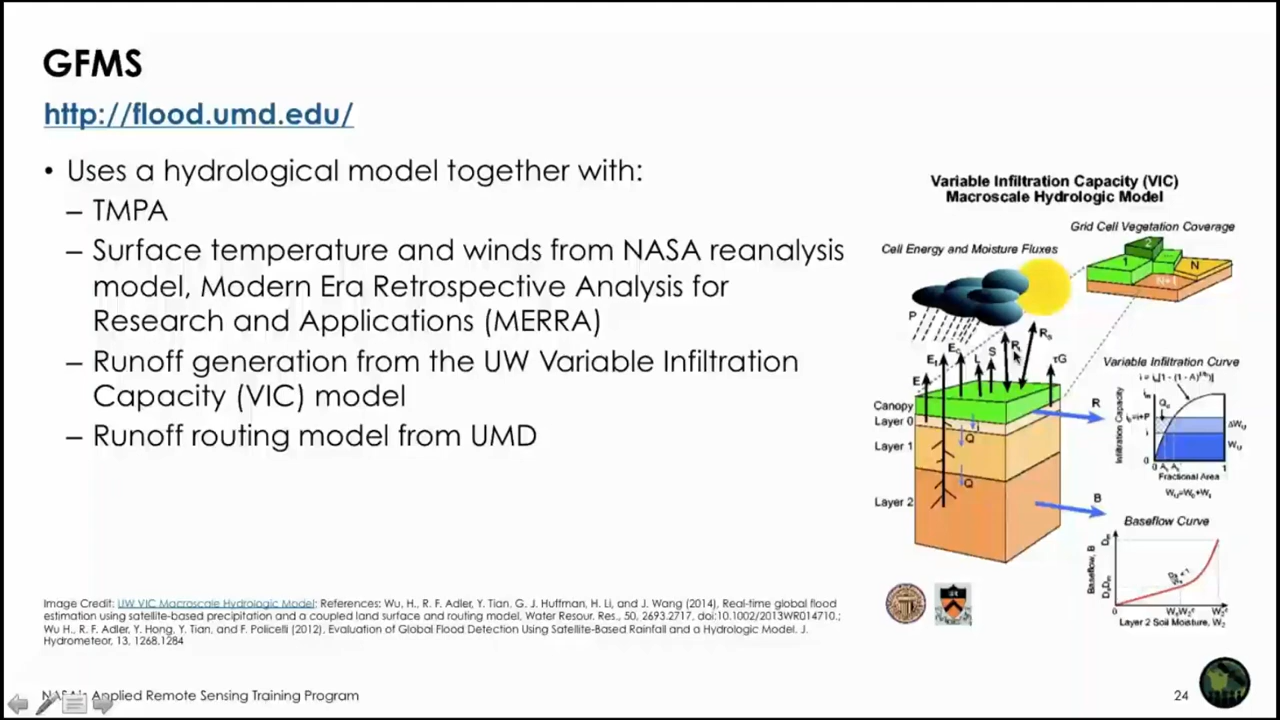 GFMS
http://flood.umd.edu/
• Uses a hydrological model together with:
– TMPA
– Surface temperature and winds from NASA reanalysis
model, Modern Era Retrospective Analysis for
Research and Applications (MERRA)
– Runoff generation from the UW Variable Infiltration
Capacity (VIC) model
– Runoff routing model from UMD
Variable Infiltration Capacity (VIC)
Macroscale Hydrologic Model
Grid Cell Vegetation Coverage
Cell Energy and Moisture Fluxes
1
2
N
N+1
P
L
S
τG
Canopy
Layer 0
Layer 1
Layer 2
Q
Q
R
B
Variable Infiltration Curve
Infiltration Capacity
0
1
Fractional Area
Baseflow Curve
Baseflow, B
0
Layer 2 Soil Moisture, W₂
Image Credit: UW VIC Macroscale Hydrologic Model; References: Wu, H., R. F. Adler, Y. Tian, G. J. Huffman, H. Li, and J. Wang (2014), Real-time global flood
estimation using satellite-based precipitation and a coupled land surface and routing model, Water Resour. Res., 50, 2693.2717, doi:10.1002/2013WR014710.;
Wu H., R. F. Adler, Y. Hong, Y. Tian, and F. Policelli (2012), Evaluation of Global Flood Detection Using Satellite-Based Rainfall and a Hydrologic Model. J.
Hydrometeor, 13, 1268.1284
NASA's Applied Remote Sensing Training Program
24